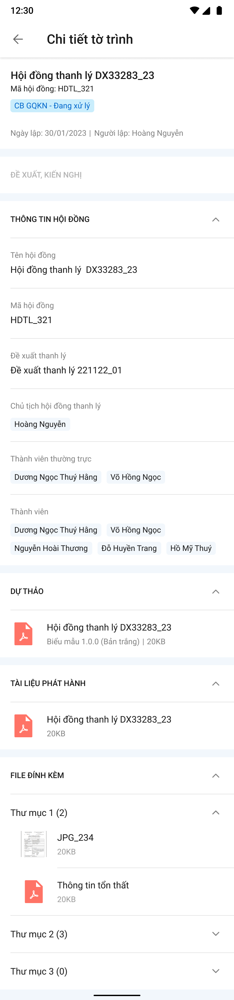 12:30
Chi tiết tờ trình
Hội đồng thanh lý DX33283_23
Mã hội đồng: HDTL_321
CB GQKN - Đang xử lý
Ngày lập: 30/01/2023 | Người lập: Hoàng Nguyễn
ĐỀ XUẤT, KIẾN NGHỊ
THÔNG TIN HỘI ĐỒNG
Tên hội đồng
Hội đồng thanh lý  DX33283_23
Mã hội đồng
HDTL_321
Đề xuất thanh lý
Đề xuất thanh lý 221122_01
Chủ tịch hội đồng thanh lý
Hoàng Nguyễn
Thành viên thường trực
Dương Ngọc Thuý Hằng Võ Hồng Ngọc
Thành viên
Dương Ngọc Thuý Hằng Võ Hồng Ngọc
Nguyễn Hoài Thương Đỗ Huyền Trang Hồ Mỹ Thuý
DỰ THẢO
Hội đồng thanh lý DX33283_23
Biểu mẫu 1.0.0 (Bản trắng) | 20KB
TÀI LIỆU PHÁT HÀNH
Hội đồng thanh lý DX33283_23
20KB
FILE ĐÍNH KÈM
Thư mục 1 (2)
JPG_234
20KB
Thông tin tổn thất
20KB
Thư mục 2 (3)
Thư mục 3 (0)